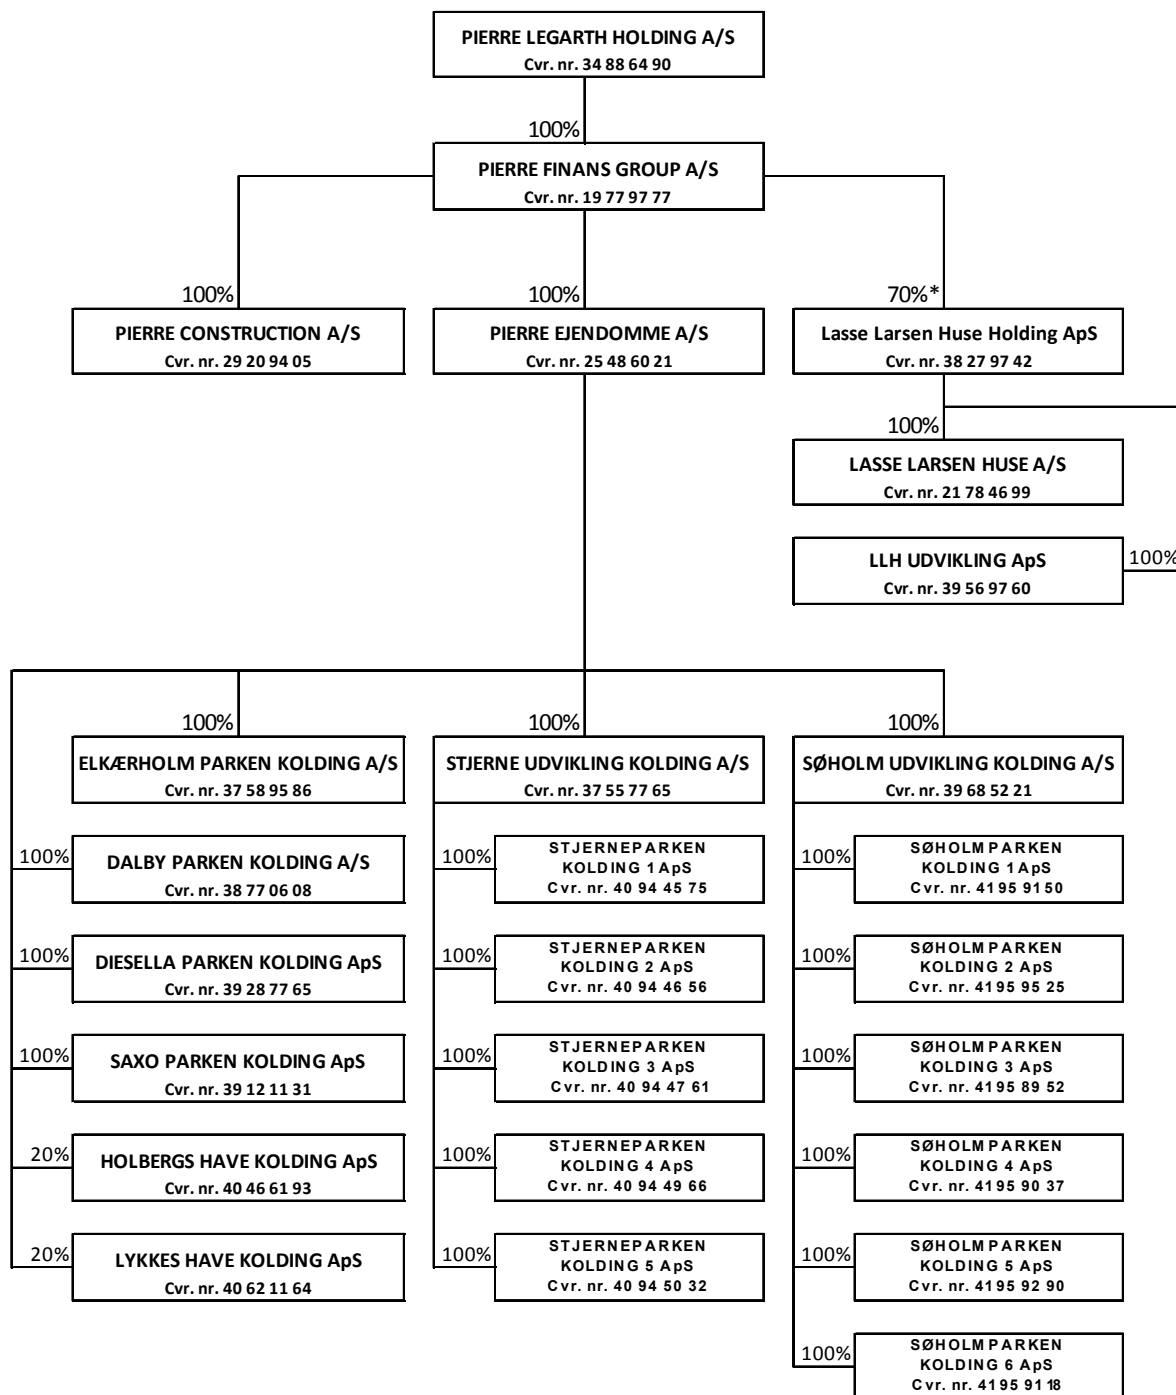 PIERRE LEGARTH HOLDING A/S
Cvr. nr. 34 88 64 90
100%
PIERRE FINANS GROUP A/S
Cvr. nr. 19 77 97 77
100%
100%
70%*
PIERRE CONSTRUCTION A/S
Cvr. nr. 29 20 94 05
PIERRE EJENDOMME A/S
Cvr. nr. 25 48 60 21
Lasse Larsen Huse Holding ApS
Cvr. nr. 38 27 97 42
100%
LASSE LARSEN HUSE A/S
Cvr. nr. 21 78 46 99
LLH UDVIKLING ApS
Cvr. nr. 39 56 97 60
100%
100%
100%
100%
ELKÆRHOLM PARKEN KOLDING A/S
Cvr. nr. 37 58 95 86
STJERNE UDVIKLING KOLDING A/S
Cvr. nr. 37 55 77 65
SØHOLM UDVIKLING KOLDING A/S
Cvr. nr. 39 68 52 21
100%
DALBY PARKEN KOLDING A/S
Cvr. nr. 38 77 06 08
100%
STJERNEPARKEN
KOLDING 1 ApS
Cvr. nr. 40 94 45 75
100%
SØHOLMPARKEN
KOLDING 1 ApS
Cvr. nr. 41 95 91 50
100%
DIESELLA PARKEN KOLDING ApS
Cvr. nr. 39 28 77 65
100%
STJERNEPARKEN
KOLDING 2 ApS
Cvr. nr. 40 94 46 56
100%
SØHOLMPARKEN
KOLDING 2 ApS
Cvr. nr. 41 95 95 25
100%
SAXO PARKEN KOLDING ApS
Cvr. nr. 39 12 11 31
100%
STJERNEPARKEN
KOLDING 3 ApS
Cvr. nr. 40 94 47 61
100%
SØHOLMPARKEN
KOLDING 3 ApS
Cvr. nr. 41 95 89 52
20%
HOLBERGS HAVE KOLDING ApS
Cvr. nr. 40 46 61 93
100%
STJERNEPARKEN
KOLDING 4 ApS
Cvr. nr. 40 94 49 66
100%
SØHOLMPARKEN
KOLDING 4 ApS
Cvr. nr. 41 95 90 37
20%
LYKKES HAVE KOLDING ApS
Cvr. nr. 40 62 11 64
100%
STJERNEPARKEN
KOLDING 5 ApS
Cvr. nr. 40 94 50 32
100%
SØHOLMPARKEN
KOLDING 5 ApS
Cvr. nr. 41 95 92 90
100%
SØHOLMPARKEN
KOLDING 6 ApS
Cvr. nr. 41 95 91 18